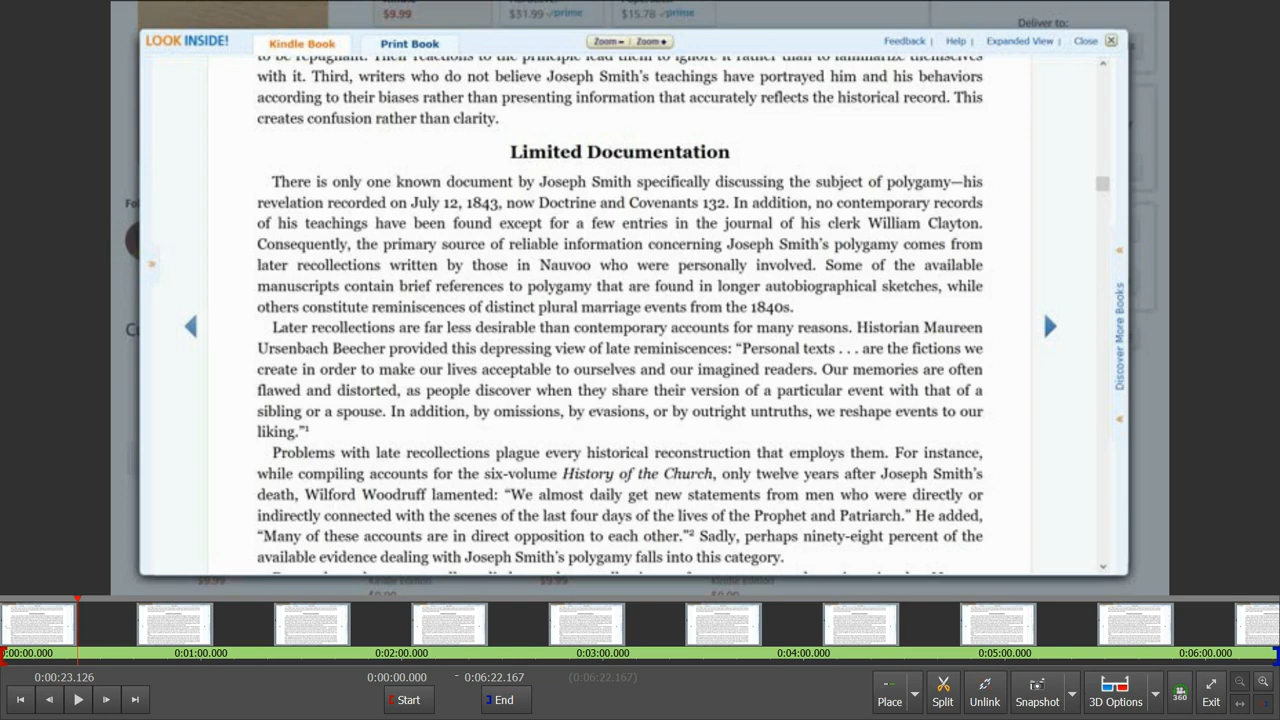 $9.99
$31.99
prime
$15.78
prime
Deliver to:
LOOK INSIDE!
Kindle Book
Print Book
Zoom
Zoom
Feedback |
Help |
Expanded View |
Close
with it. Third, writers who do not believe Joseph Smith's teachings have portrayed him and his behaviors
according to their biases rather than presenting information that accurately reflects the historical record. This
creates confusion rather than clarity.
Limited Documentation
There is only one known document by Joseph Smith specifically discussing the subject of polygamy—his
revelation recorded on July 12, 1843, now Doctrine and Covenants 132. In addition, no contemporary records
of his teachings have been found except for a few entries in the journal of his clerk William Clayton.
Consequently, the primary source of reliable information concerning Joseph Smith's polygamy comes from
later recollections written by those in Nauvoo who were personally involved. Some of the available
manuscripts contain brief references to polygamy that are found in longer autobiographical sketches, while
others constitute reminiscences of distinct plural marriage events from the 1840s.
Later recollections are far less desirable than contemporary accounts for many reasons. Historian Maureen
Ursenbach Beecher provided this depressing view of late reminiscences: “Personal texts . . . are the fictions we
create in order to make our lives acceptable to ourselves and our imagined readers. Our memories are often
flawed and distorted, as people discover when they share their version of a particular event with that of a
sibling or a spouse. In addition, by omissions, by evasions, or by outright untruths, we reshape events to our
liking.”¹
Problems with late recollections plague every historical reconstruction that employs them. For instance,
while compiling accounts for the six-volume History of the Church, only twelve years after Joseph Smith's
death, Wilford Woodruff lamented: “We almost daily get new statements from men who were directly or
indirectly connected with the scenes of the last four days of the lives of the Prophet and Patriarch.” He added,
“Many of these accounts are in direct opposition to each other.”² Sadly, perhaps ninety-eight percent of the
available evidence dealing with Joseph Smith's polygamy falls into this category.
Discover More Books
$9.99
Kindle Edition
$9.99
Kindle Edition
0:00:00.000
0:01:00.000
0:02:00.000
0:03:00.000
0:04:00.000
0:05:00.000
0:06:00.000
0:00:23.126
0:00:00.000
- 0:06:22.167
(0:06:22.167)
Start
End
Place
Split
Unlink
Snapshot
3D Options
360
Exit